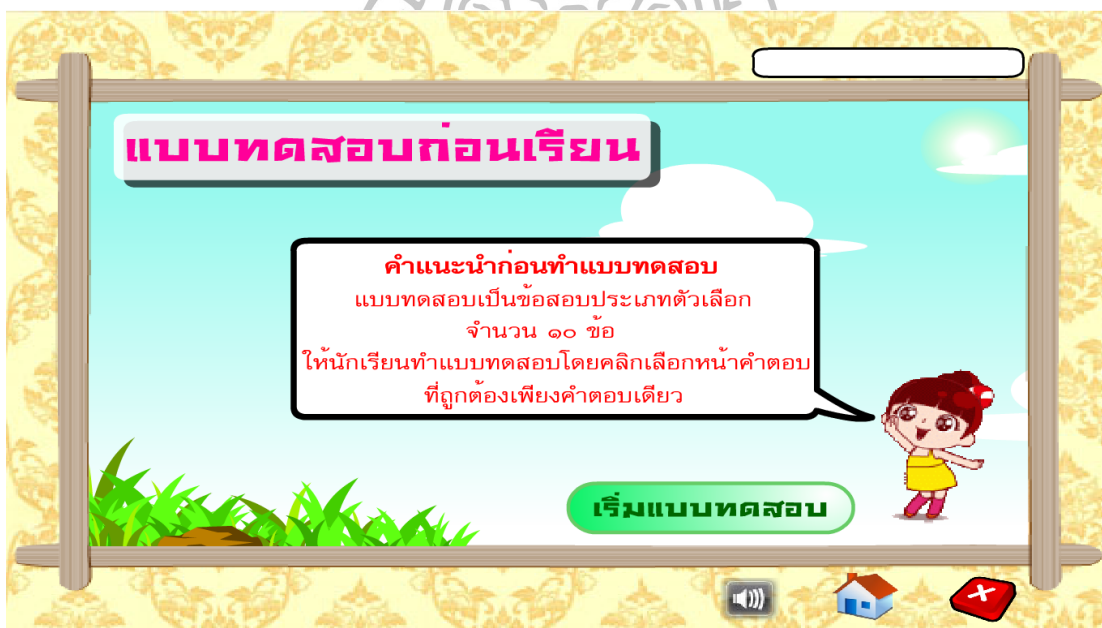 แบบทดสอบก่อนเรียน
คำแนะนำก่อนทำแบบทดสอบ
แบบทดสอบเป็นข้อสอบประเภทตัวเลือก
จำนวน ๑๐ ข้อ
ให้นักเรียนทำแบบทดสอบโดยคลิกเลือกหน้าคำตอบ
ที่ถูกต้องเพียงคำตอบเดียว
เริ่มแบบทดสอบ